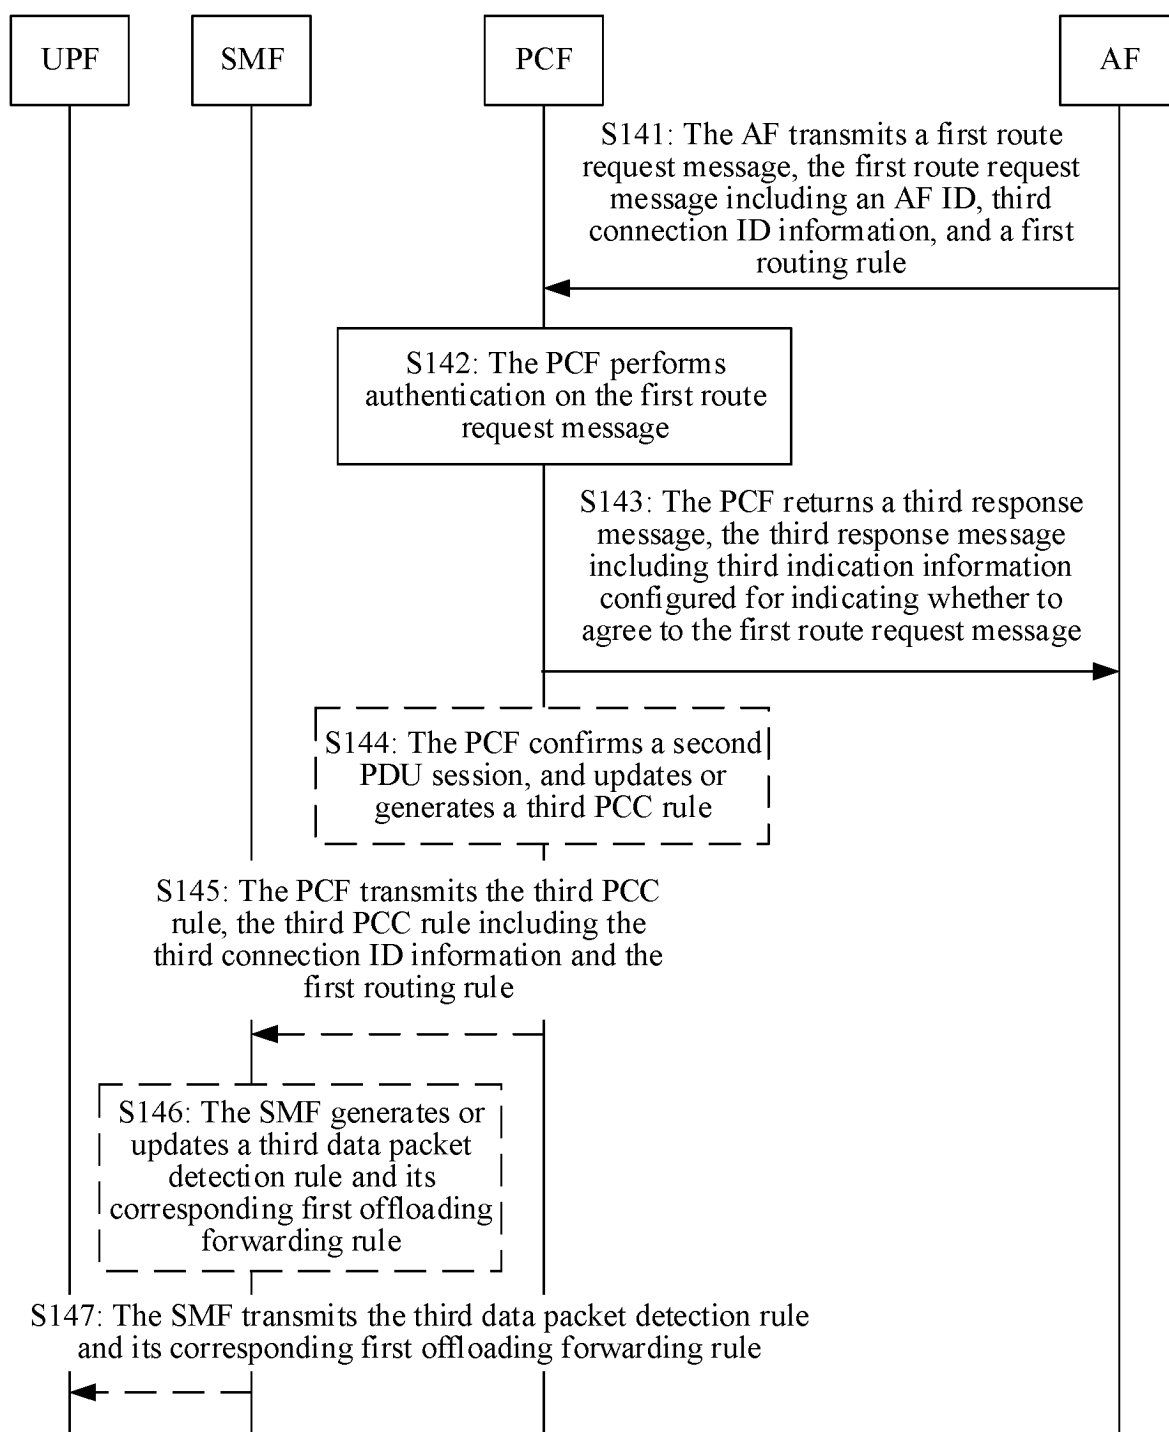 UPF
SMF
PCF
AF
S141: The AF transmits a first route
request message, the first route request
message including an AF ID, third
connection ID information, and a first
routing rule
S142: The PCF performs
authentication on the first route
request message
S143: The PCF returns a third response
message, the third response message
including third indication information
configured for indicating whether to
agree to the first route request message
S144: The PCF confirms a second
PDU session, and updates or
generates a third PCC rule
S145: The PCF transmits the third PCC
rule, the third PCC rule including the
third connection ID information and the
first routing rule
S146: The SMF generates or
updates a third data packet
detection rule and its
corresponding first offloading
forwarding rule
S147: The SMF transmits the third data packet detection rule
and its corresponding first offloading forwarding rule